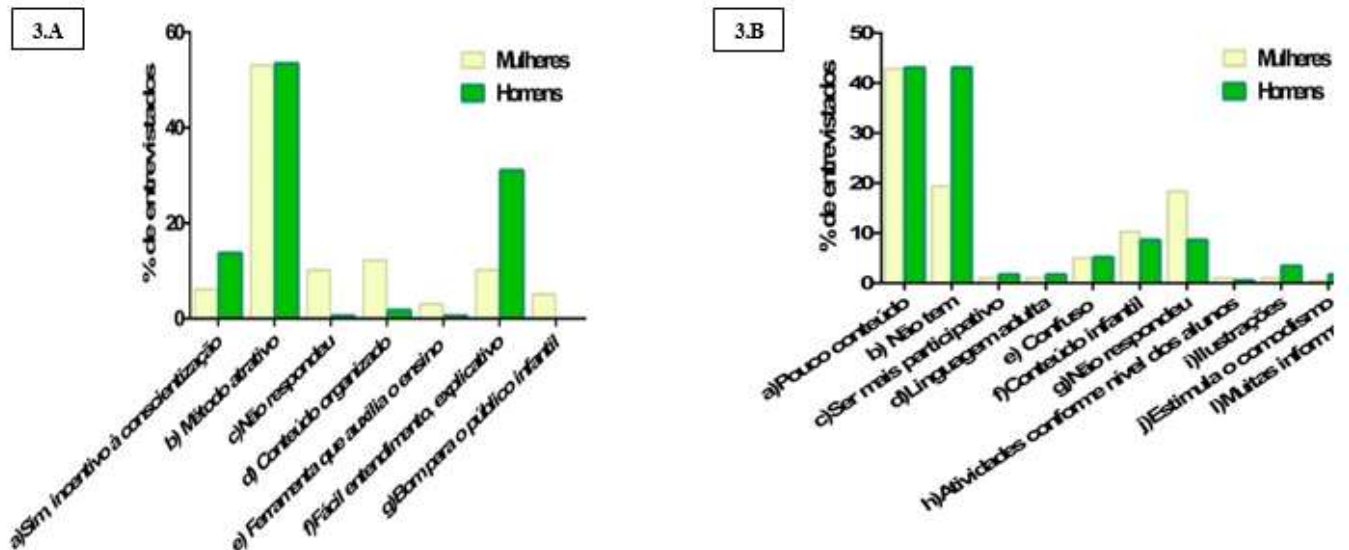 3.A
60
40
20
0
% de entrevistados
Mulheres
Homens
a)Sim, incentivo à conscientização
b) Método atrativo
c)Não respondeu
d) Conteúdo organizado
e) Ferramenta que auxilia o ensino
f)Fácil entendimento, explicativo
g)Bom para o público infantil
3.B
50
40
30
20
10
0
% de entrevistados
Mulheres
Homens
a)Pouco conteúdo
b) Não tem
c)Ser mais participativo
d)Linguagem adulta
e) Confuso
f)Conteúdo infantil
g)Não respondeu
h)Atividades conforme nível dos alunos
i)Ilustrações
j)Estimula o comodismo
l)Muitas inform